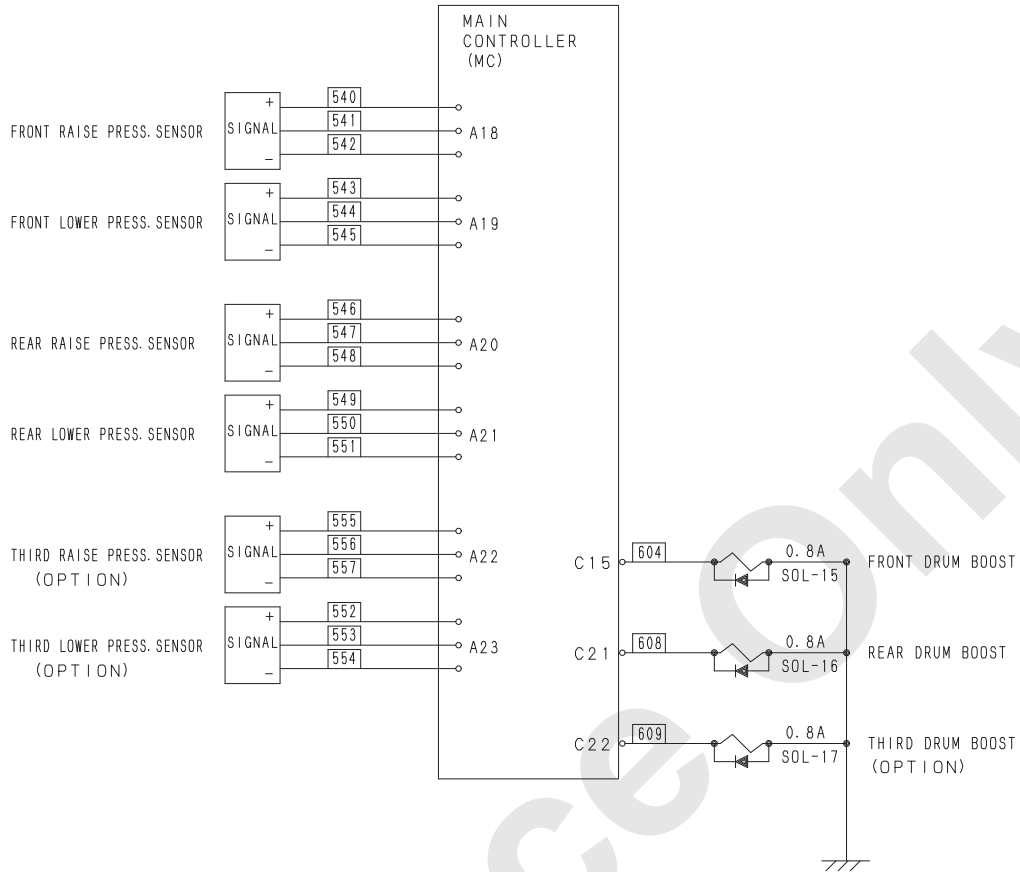 MAIN
CONTROLLER
(MC)
FRONT RAISE PRESS. SENSOR
+
SIGNAL
−
540
541
542
A18
FRONT LOWER PRESS. SENSOR
+
SIGNAL
−
543
544
545
A19
REAR RAISE PRESS. SENSOR
+
SIGNAL
−
546
547
548
A20
REAR LOWER PRESS. SENSOR
+
SIGNAL
−
549
550
551
A21
THIRD RAISE PRESS. SENSOR
(OPTION)
+
SIGNAL
−
555
556
557
A22
THIRD LOWER PRESS. SENSOR
(OPTION)
+
SIGNAL
−
552
553
554
A23
C15
604
0.8A
SOL-15
FRONT DRUM BOOST
C21
608
0.8A
SOL-16
REAR DRUM BOOST
C22
609
0.8A
SOL-17
THIRD DRUM BOOST
(OPTION)
ce Only